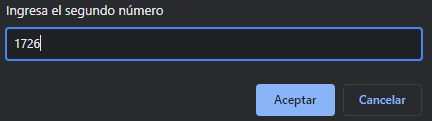 Ingresa el segundo número
1726
Aceptar Cancelar